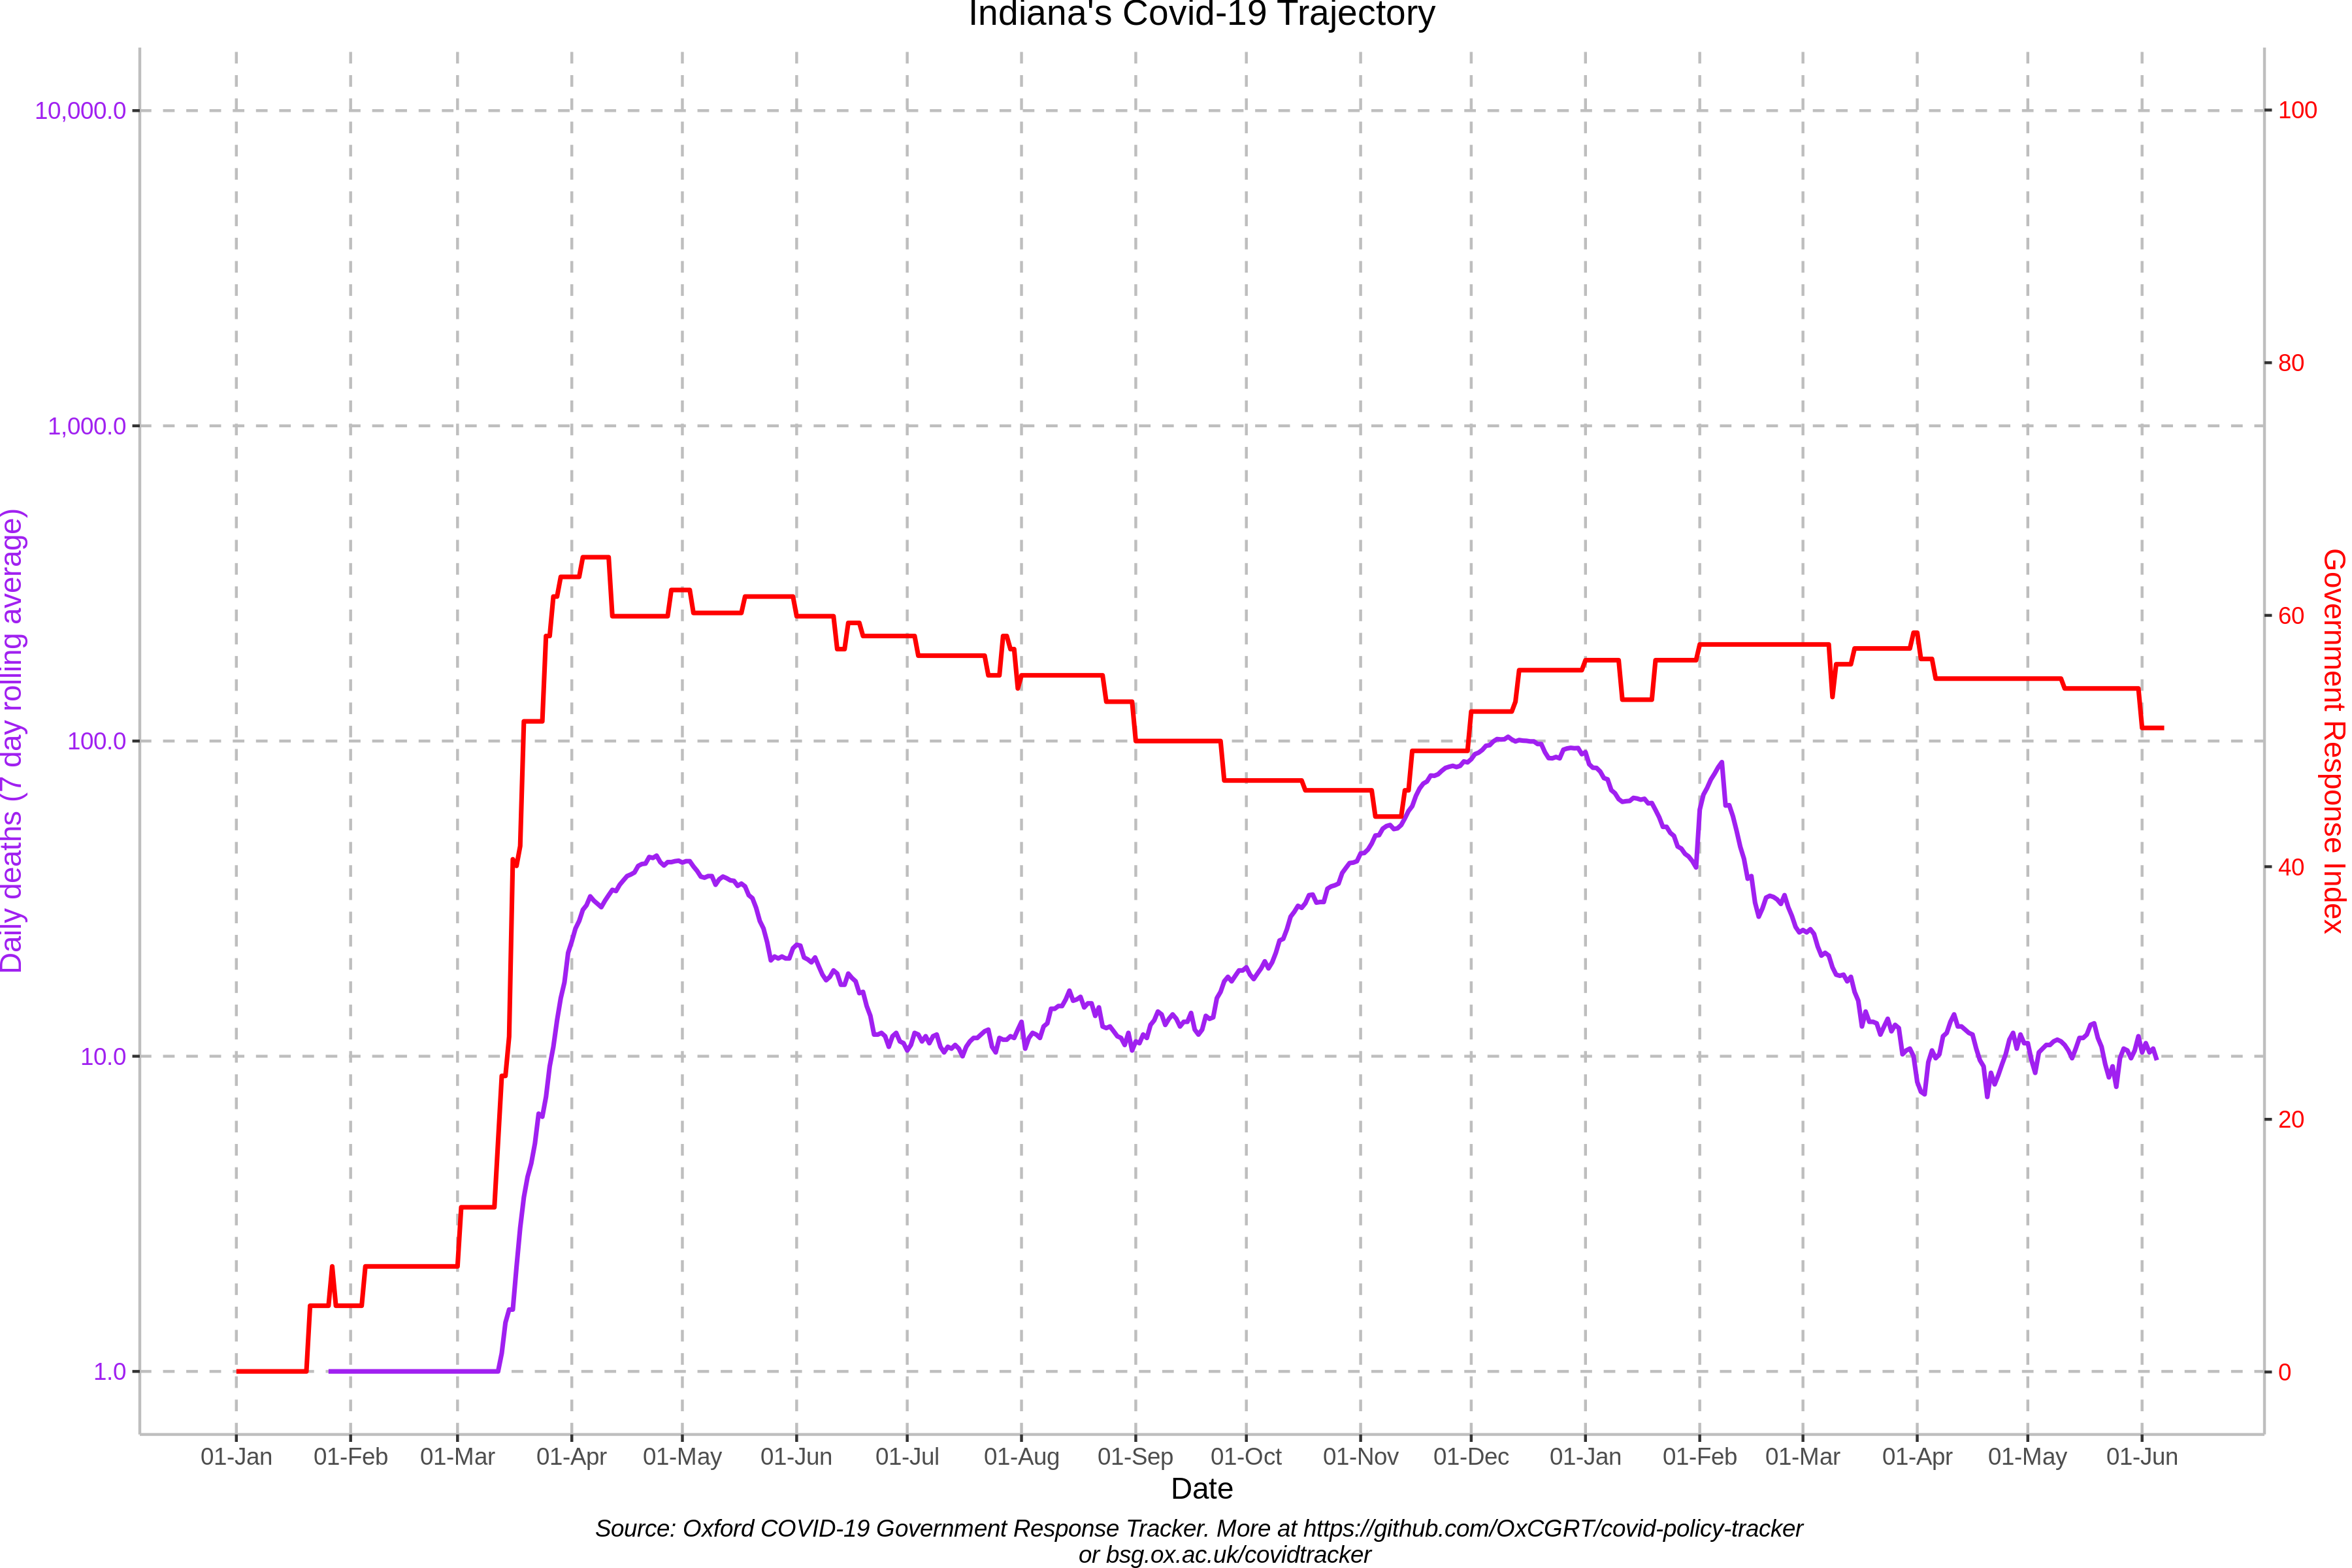 Indiana's Covid-19 Trajectory
10,000.0
1,000.0
100.0
10.0
1.0
Daily deaths (7 day rolling average)
100
80
60
40
20
0
Government Response Index
01-Jan 01-Feb 01-Mar 01-Apr 01-May 01-Jun 01-Jul 01-Aug 01-Sep 01-Oct 01-Nov 01-Dec 01-Jan 01-Feb 01-Mar 01-Apr 01-May 01-Jun
Date
Source: Oxford COVID-19 Government Response Tracker. More at https://github.com/OxCGRT/covid-policy-tracker
or bsg.ox.ac.uk/covidtracker